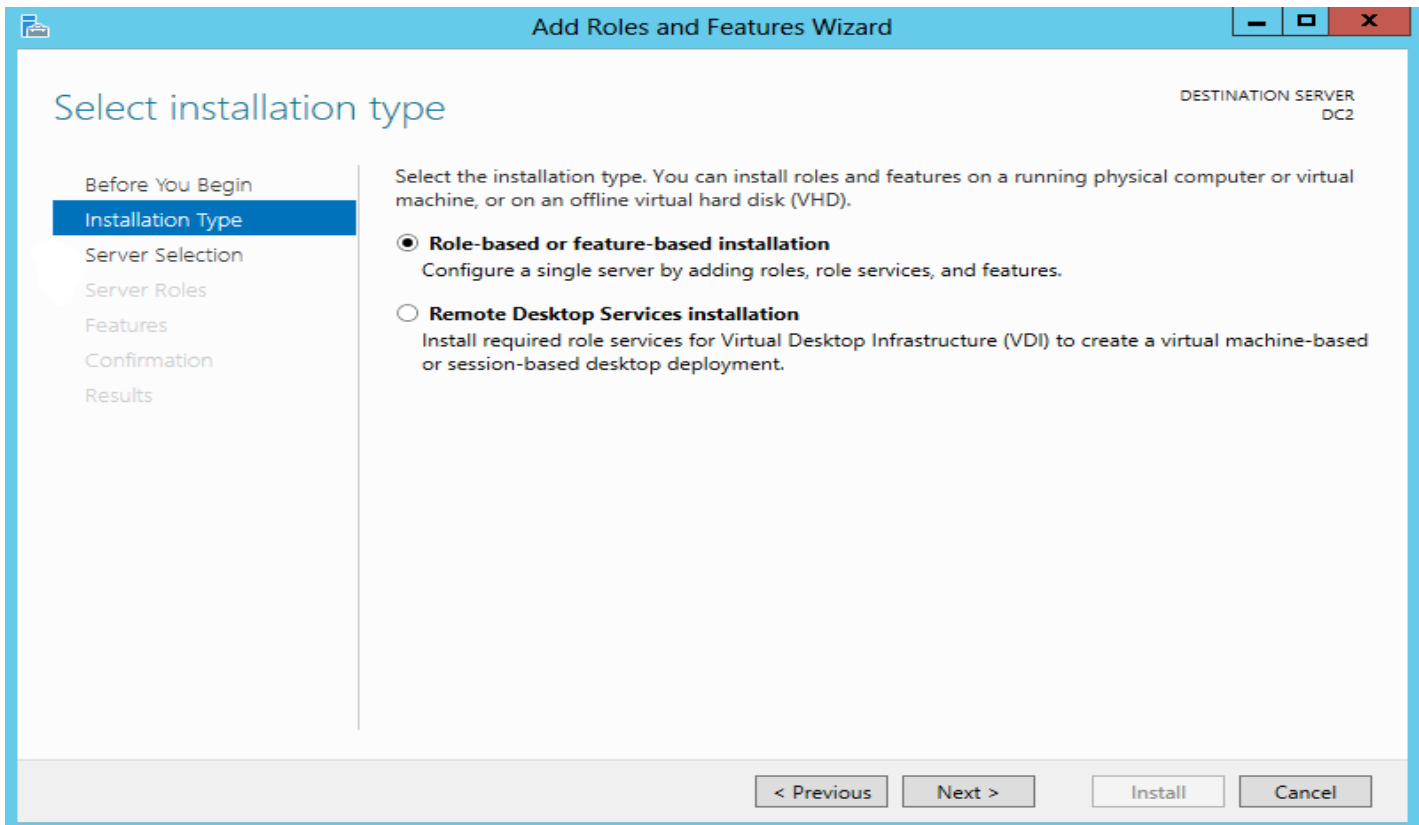 Add Roles and Features Wizard
Select installation type
DESTINATION SERVER
DC2
Before You Begin
Installation Type
Server Selection
Server Roles
Features
Confirmation
Results
Select the installation type. You can install roles and features on a running physical computer or virtual
machine, or on an offline virtual hard disk (VHD).
Role-based or feature-based installation
Configure a single server by adding roles, role services, and features.
Remote Desktop Services installation
Install required role services for Virtual Desktop Infrastructure (VDI) to create a virtual machine-based
or session-based desktop deployment.
< Previous
Next >
Install
Cancel